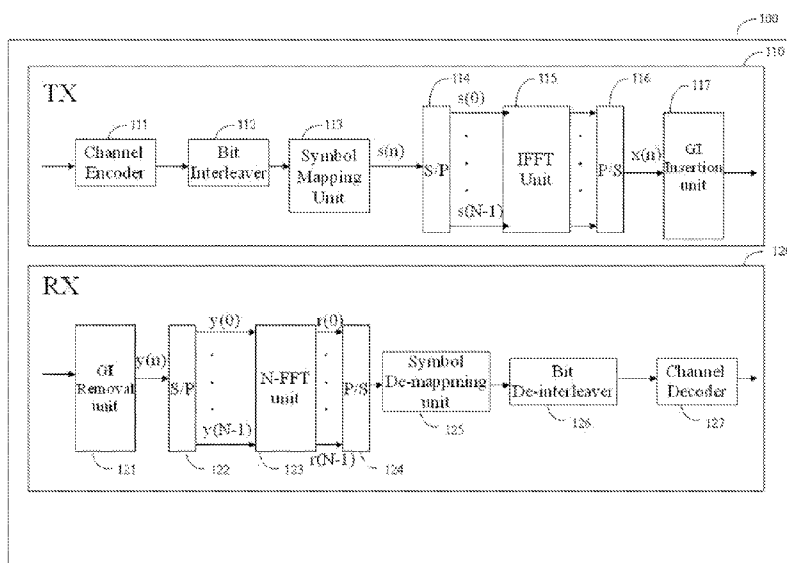 100
110
TX
111
Channel
Encoder
112
Bit
Interleaver
113
Symbol
Mapping
Unit
s(n)
114
S/P
s(0)
s(N-1)
115
IFFT
Unit
116
P/S
x(n)
117
GI
Insertion
unit
120
RX
GI
Removal
unit
121
y(n)
S/P
122
y(0)
y(N-1)
N-FFT
unit
123
r(0)
r(N-1)
P/S
124
Symbol
De-mappming
unit
125
Bit
De-interleaver
126
Channel
Decoder
127